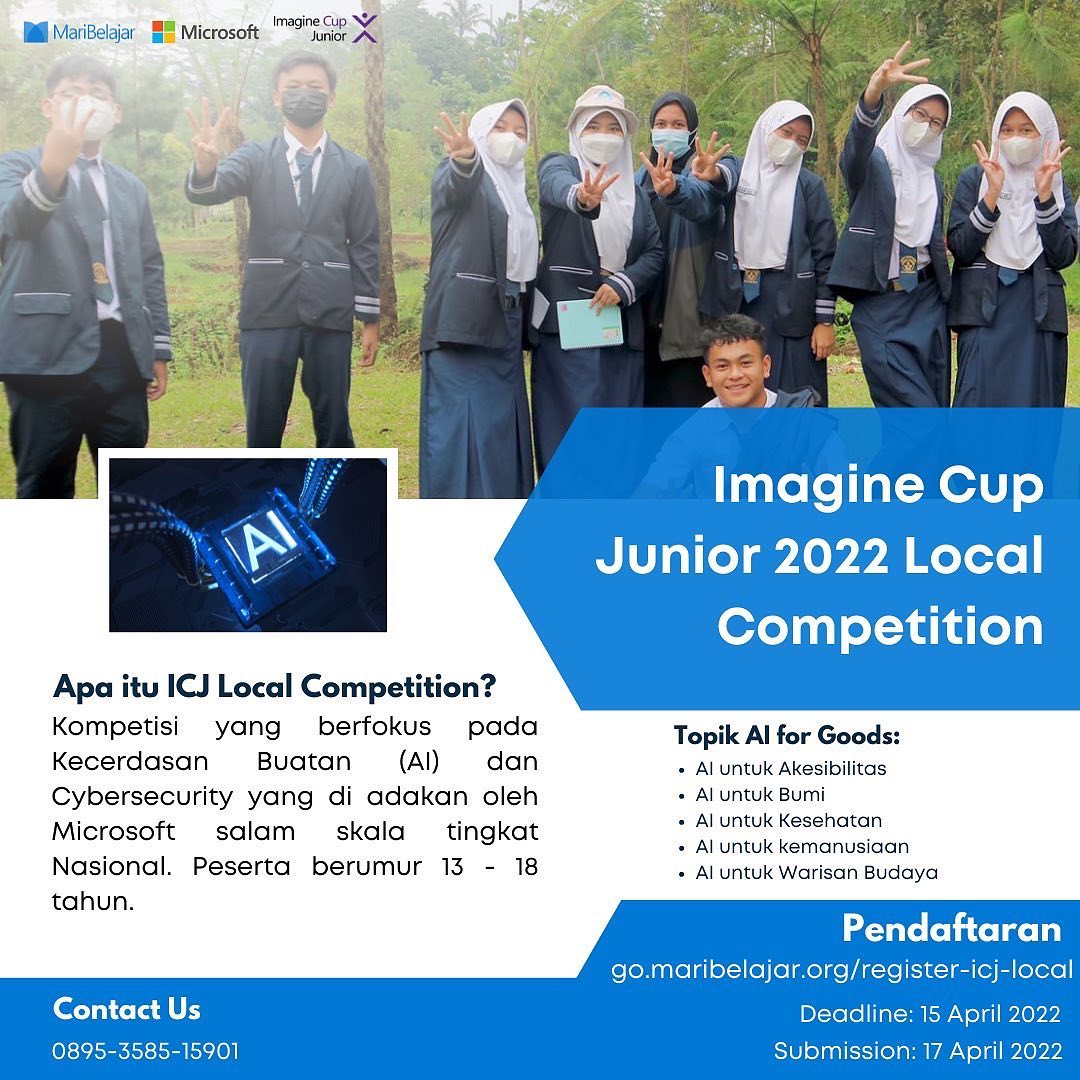 MariBelajar
Microsoft
Imagine Cup
Junior
AI
Imagine Cup
Junior 2022 Local
Competition
Apa itu ICJ Local Competition?
Kompetisi yang berfokus pada
Kecerdasan Buatan (AI) dan
Cybersecurity yang di adakan oleh
Microsoft salam skala tingkat
Nasional. Peserta berumur 13 - 18
tahun.
Topik AI for Goods:
• AI untuk Akesibilitas
• AI untuk Bumi
• AI untuk Kesehatan
• AI untuk kemanusiaan
• AI untuk Warisan Budaya
Pendaftaran
go.maribelajar.org/register-icj-local
Deadline: 15 April 2022
Submission: 17 April 2022
Contact Us
0895-3585-15901